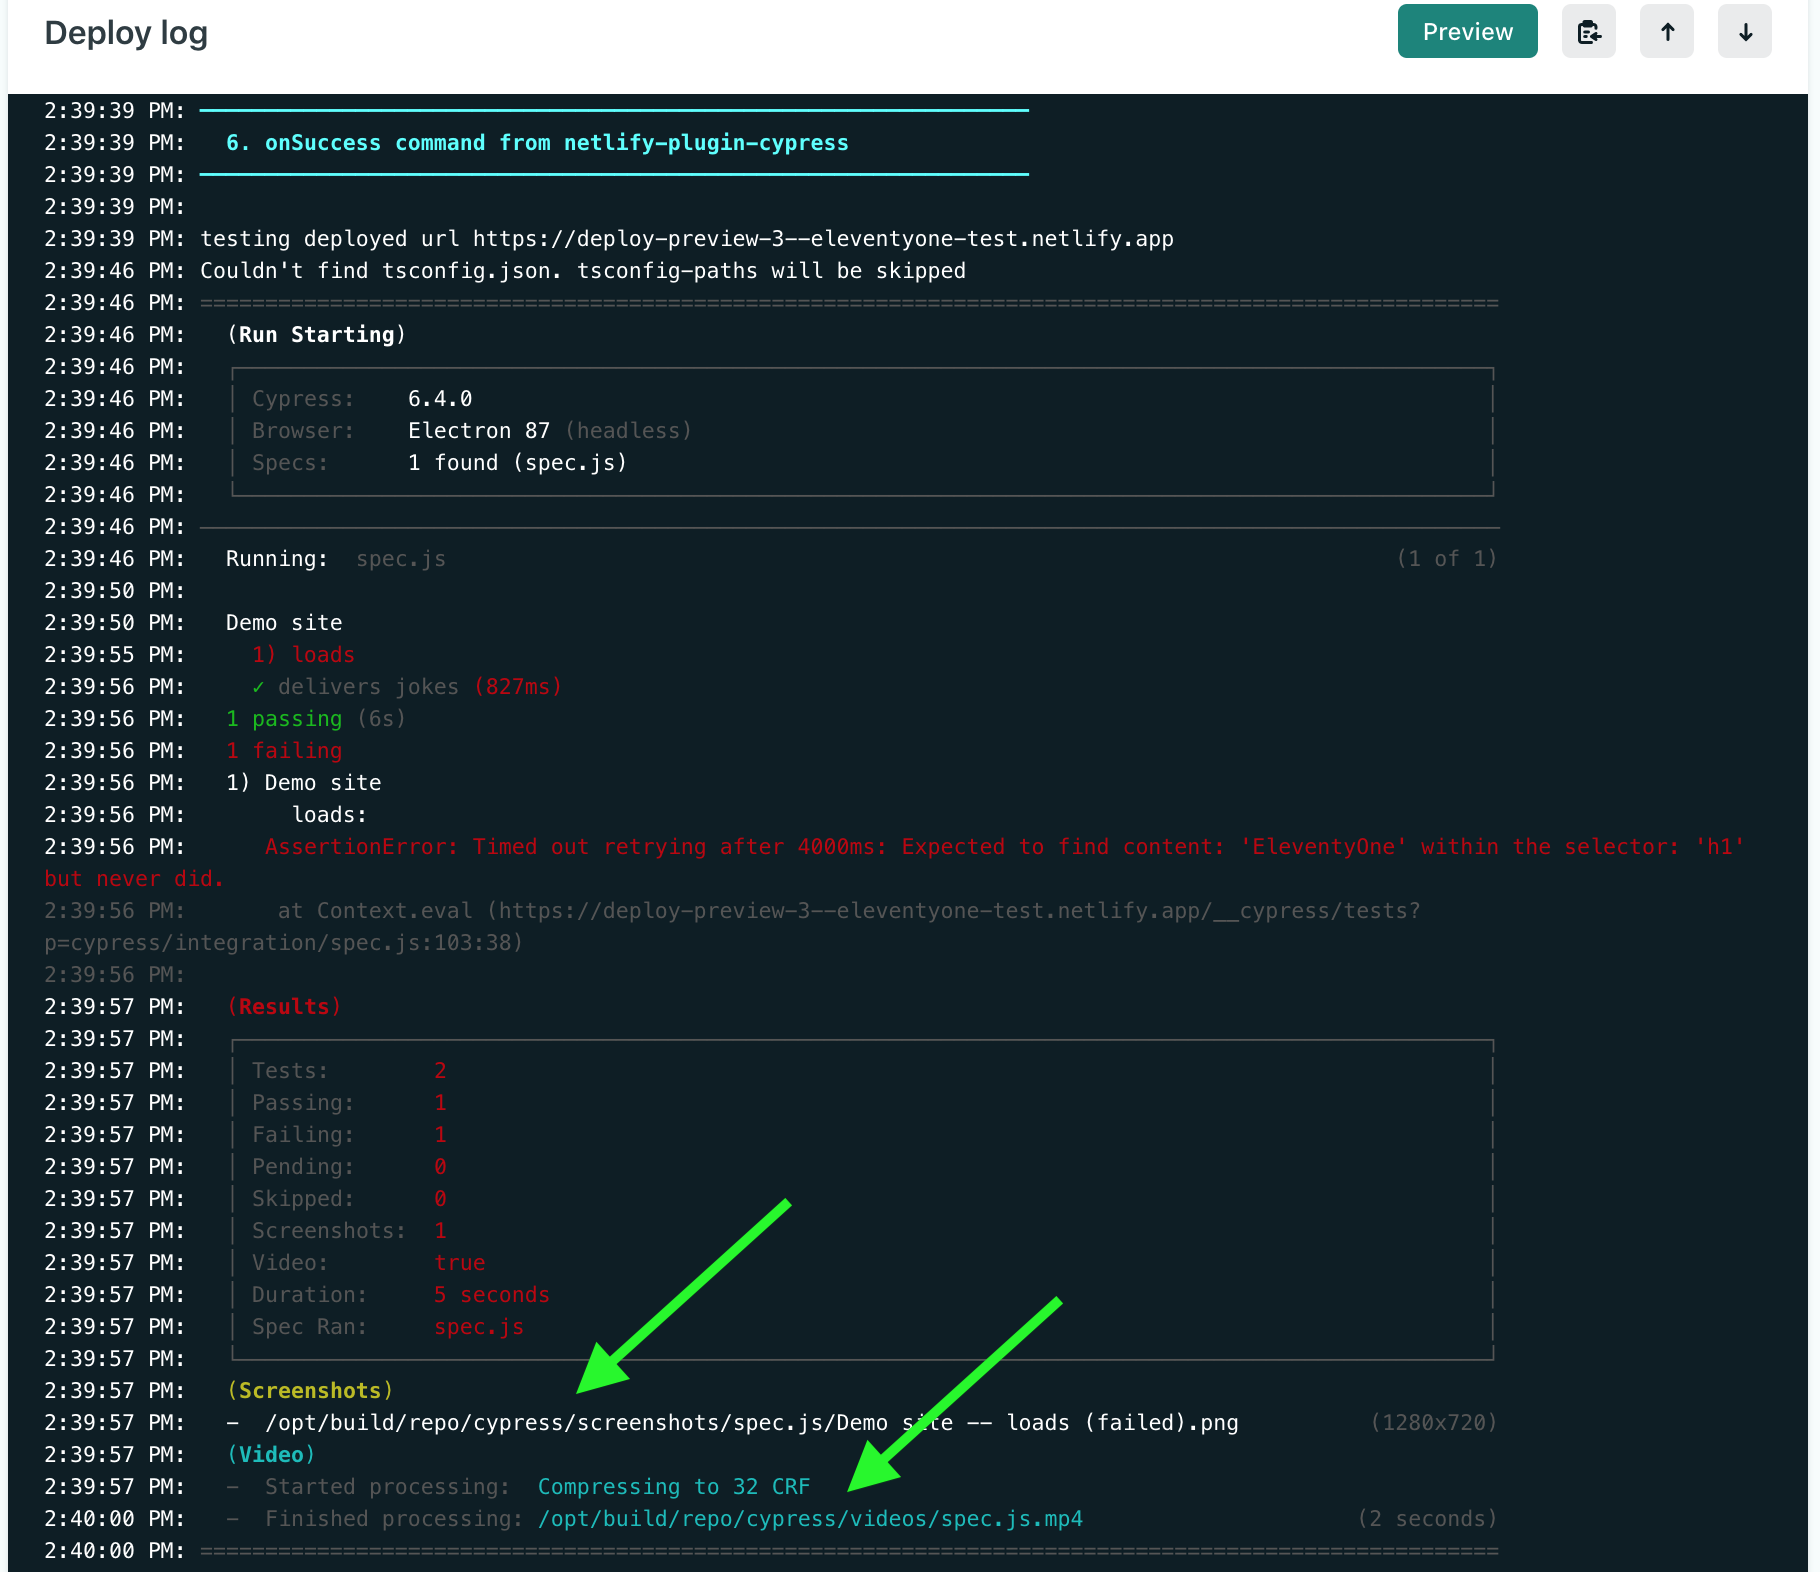 Deploy log
Preview
2:39:39 PM:
2:39:39 PM: 6. onSuccess command from netlify-plugin-cypress
2:39:39 PM:
2:39:39 PM:
2:39:39 PM: testing deployed url https://deploy-preview-3--eleventyone-test.netlify.app
2:39:46 PM: Couldn't find tsconfig.json. tsconfig-paths will be skipped
2:39:46 PM: ====================================================================================================
2:39:46 PM: (Run Starting)
2:39:46 PM:
2:39:46 PM: Cypress: 6.4.0
2:39:46 PM: Browser: Electron 87 (headless)
2:39:46 PM: Specs: 1 found (spec.js)
2:39:46 PM:
2:39:46 PM:
2:39:46 PM: Running: spec.js (1 of 1)
2:39:50 PM:
2:39:50 PM: Demo site
2:39:55 PM: 1) loads
2:39:56 PM: ✓ delivers jokes (827ms)
2:39:56 PM: 1 passing (6s)
2:39:56 PM: 1 failing
2:39:56 PM: 1) Demo site
2:39:56 PM: loads:
2:39:56 PM: AssertionError: Timed out retrying after 4000ms: Expected to find content: 'EleventyOne' within the selector: 'h1'
but never did.
2:39:56 PM: at Context.eval (https://deploy-preview-3--eleventyone-test.netlify.app/__cypress/tests?
p=cypress/integration/spec.js:103:38)
2:39:56 PM:
2:39:57 PM: (Results)
2:39:57 PM:
2:39:57 PM: Tests: 2
2:39:57 PM: Passing: 1
2:39:57 PM: Failing: 1
2:39:57 PM: Pending: 0
2:39:57 PM: Skipped: 0
2:39:57 PM: Screenshots: 1
2:39:57 PM: Video: true
2:39:57 PM: Duration: 5 seconds
2:39:57 PM: Spec Ran: spec.js
2:39:57 PM:
2:39:57 PM: (Screenshots)
2:39:57 PM: - /opt/build/repo/cypress/screenshots/spec.js/Demo site -- loads (failed).png (1280x720)
2:39:57 PM: (Video)
2:39:57 PM: - Started processing: Compressing to 32 CRF
2:40:00 PM: - Finished processing: /opt/build/repo/cypress/videos/spec.js.mp4 (2 seconds)
2:40:00 PM: ====================================================================================================